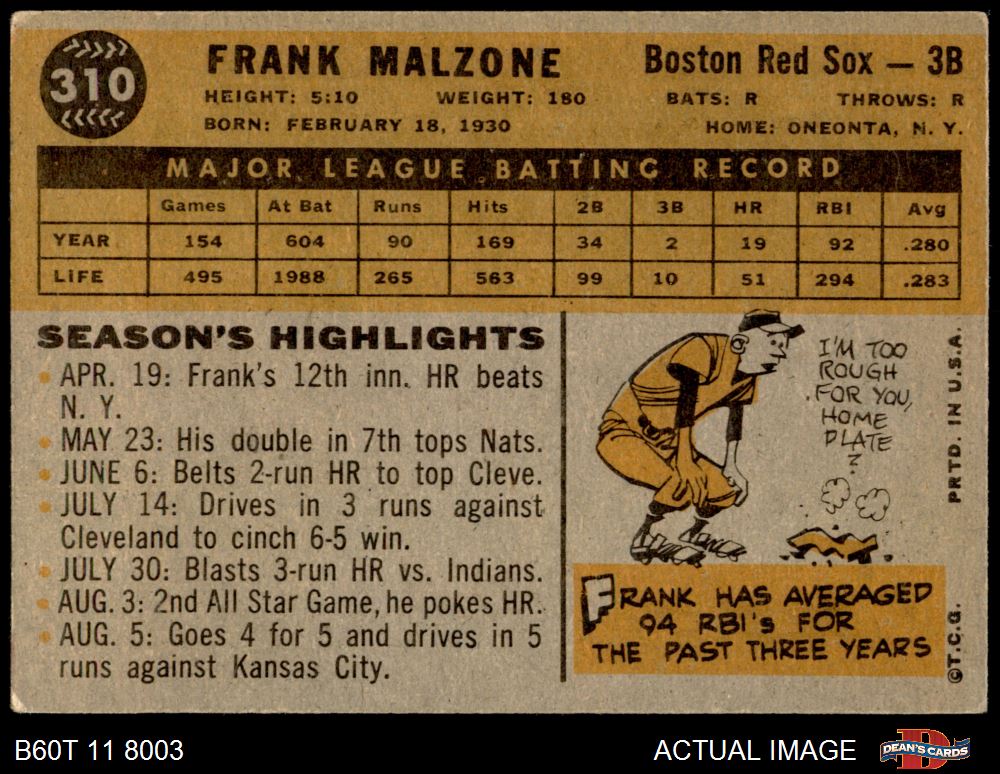 310
FRANK MALZONE
Boston Red Sox — 3B
HEIGHT: 5:10 WEIGHT: 180 BATS: R THROWS: R
BORN: FEBRUARY 18, 1930 HOME: ONEONTA, N. Y.
MAJOR LEAGUE BATTING RECORD
Games At Bat Runs Hits 2B 3B HR RBI Avg
YEAR 154 604 90 169 34 2 19 92 .280
LIFE 495 1988 265 563 99 10 51 294 .283
SEASON'S HIGHLIGHTS
• APR. 19: Frank's 12th inn. HR beats
N. Y.
• MAY 23: His double in 7th tops Nats.
• JUNE 6: Belts 2-run HR to top Cleve.
• JULY 14: Drives in 3 runs against
Cleveland to cinch 6-5 win.
• JULY 30: Blasts 3-run HR vs. Indians.
• AUG. 3: 2nd All Star Game, he pokes HR.
• AUG. 5: Goes 4 for 5 and drives in 5
runs against Kansas City.
I'M TOO
ROUGH
FOR YOU,
HOME
PLATE
?
FRANK HAS AVERAGED
94 RBI'S FOR
THE PAST THREE YEARS
©T.C.G. PRTD. IN U.S.A.
B60T 11 8003
ACTUAL IMAGE
DEAN'S CARDS